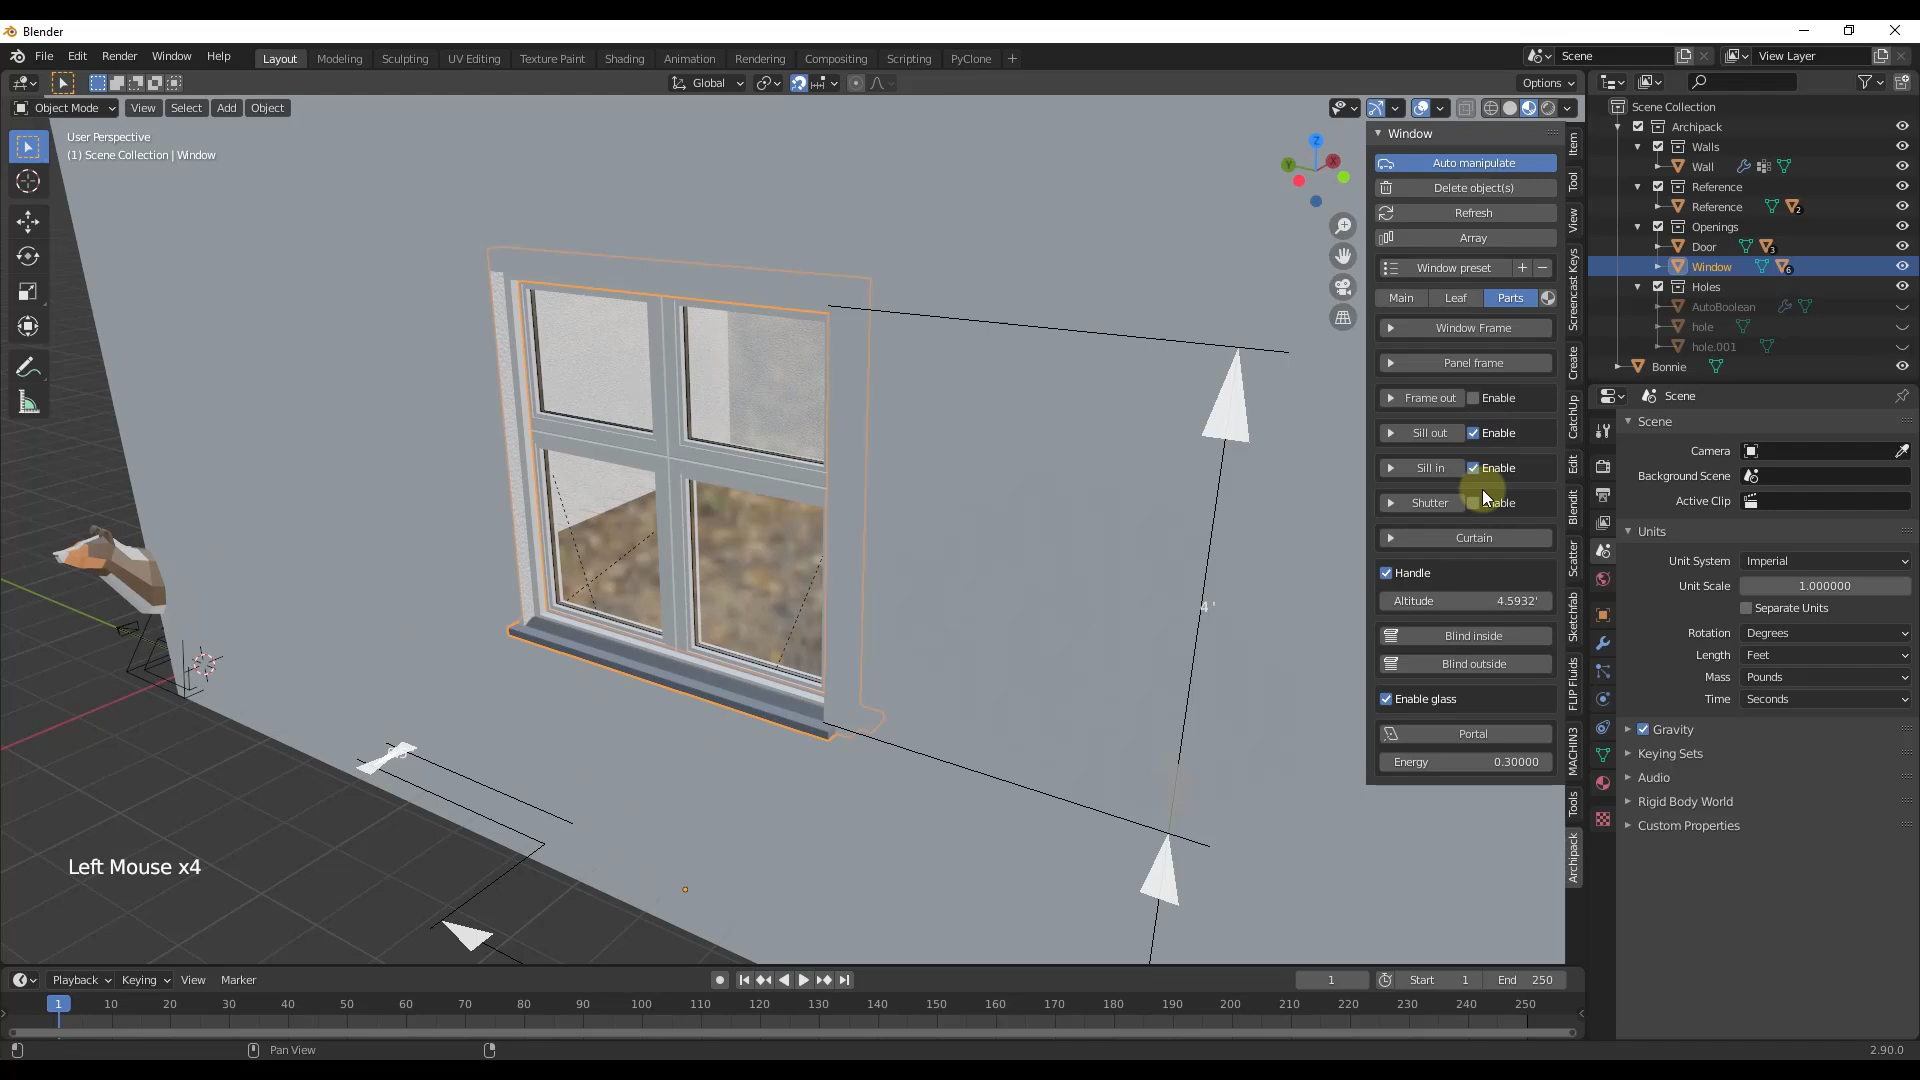 Blender
File Edit Render Window Help Layout Modeling Sculpting UV Editing Texture Paint Shading Animation Rendering Compositing Scripting PyClone + Scene View Layer
Global Options
Object Mode View Select Add Object
User Perspective
(1) Scene Collection | Window
Z
Y
X
4'
Window
Auto manipulate
Delete object(s)
Refresh
Array
Window preset + −
Main Leaf Parts
Window Frame
Panel frame
Frame out Enable
Sill out Enable
Sill in Enable
Shutter Enable
Curtain
Handle
Altitude 4.5932'
Blind inside
Blind outside
Enable glass
Portal
Energy 0.30000
Item
Tool
View
Screencast Keys
Create
CatchUp
Edit
Blendit
Scatter
Sketchfab
FLIP Fluids
MACHIN3
Tools
Archipack
Scene Collection
Archipack
Walls
Wall
Reference
Reference 2
Openings
Door 3
Window 6
Holes
AutoBoolean
hole
hole.001
Bonnie
Scene
Scene
Camera
Background Scene
Active Clip
Units
Unit System Imperial
Unit Scale 1.000000
Separate Units
Rotation Degrees
Length Feet
Mass Pounds
Time Seconds
Gravity
Keying Sets
Audio
Rigid Body World
Custom Properties
Left Mouse x4
Playback Keying View Marker 1 Start 1 End 250
1 10 20 30 40 50 60 70 80 90 100 110 120 130 140 150 160 170 180 190 200 210 220 230 240 250
Pan View 2.90.0